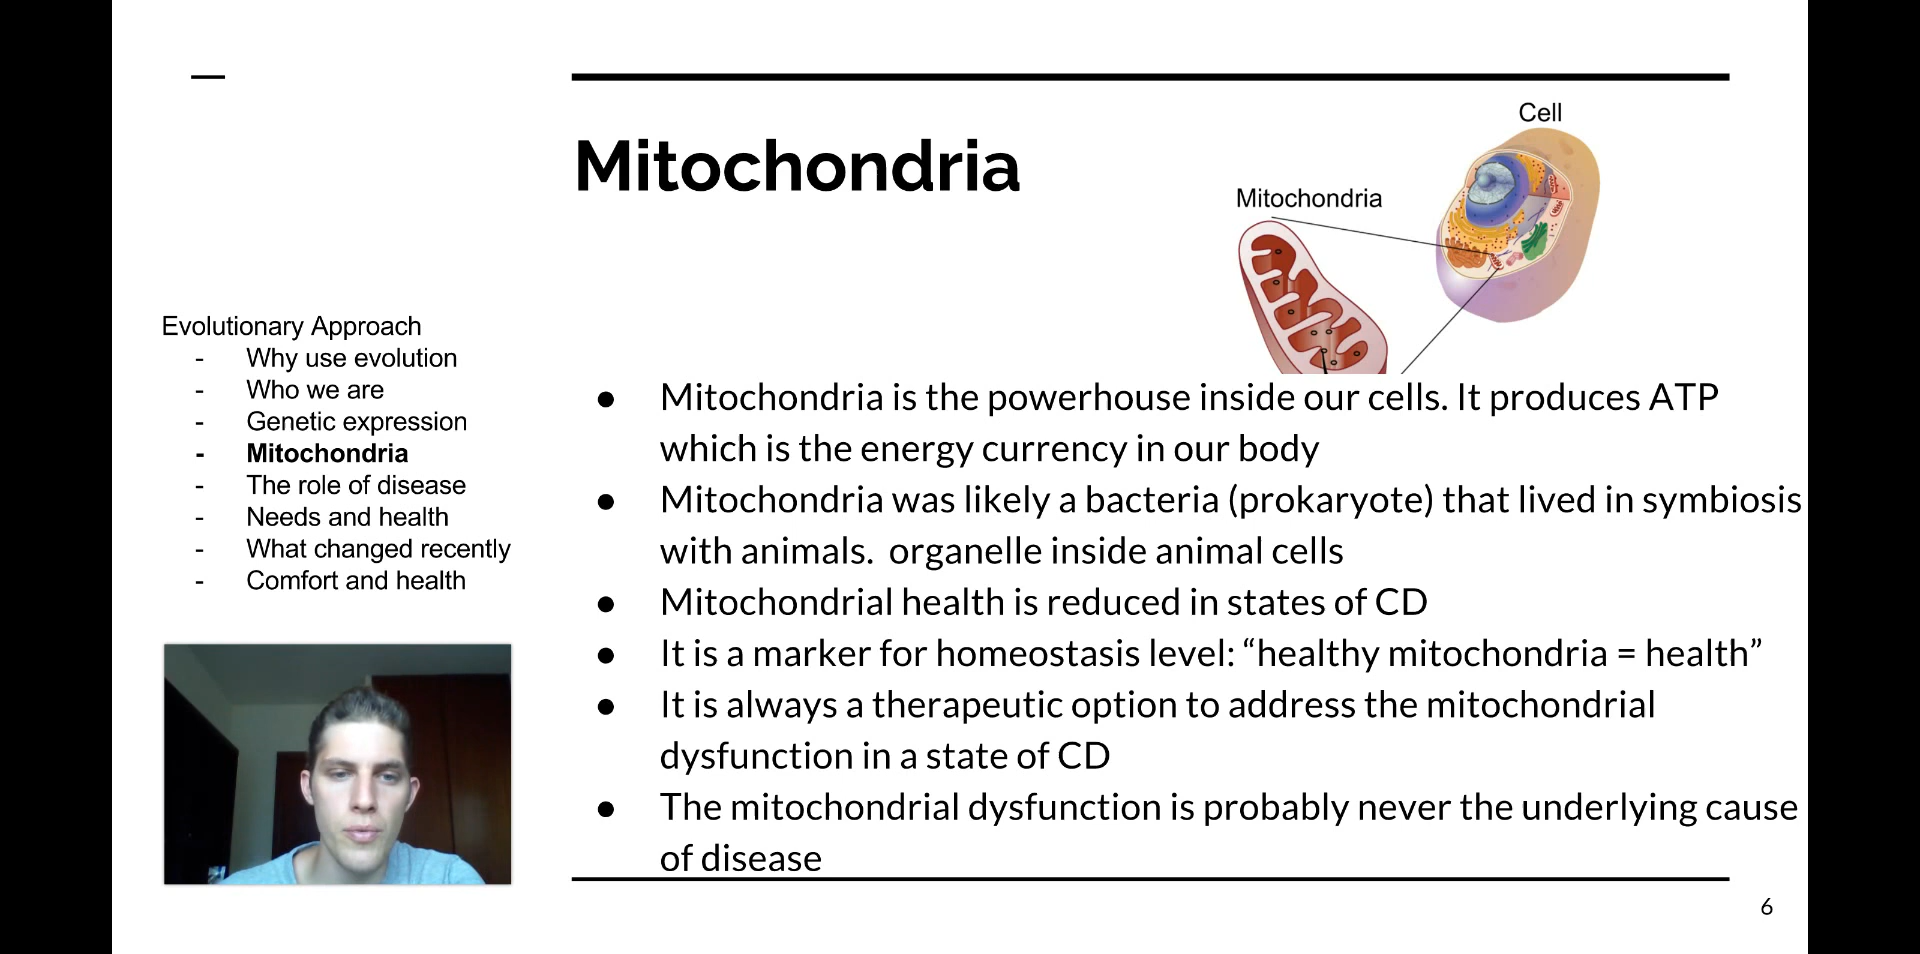 Cell
Mitochondria
Mitochondria
Evolutionary Approach
- Why use evolution
- Who we are
- Genetic expression
- Mitochondria
- The role of disease
- Needs and health
- What changed recently
- Comfort and health
● Mitochondria is the powerhouse inside our cells. It produces ATP
which is the energy currency in our body
● Mitochondria was likely a bacteria (prokaryote) that lived in symbiosis
with animals.  organelle inside animal cells
● Mitochondrial health is reduced in states of CD
● It is a marker for homeostasis level: “healthy mitochondria = health”
● It is always a therapeutic option to address the mitochondrial
dysfunction in a state of CD
● The mitochondrial dysfunction is probably never the underlying cause
of disease
6